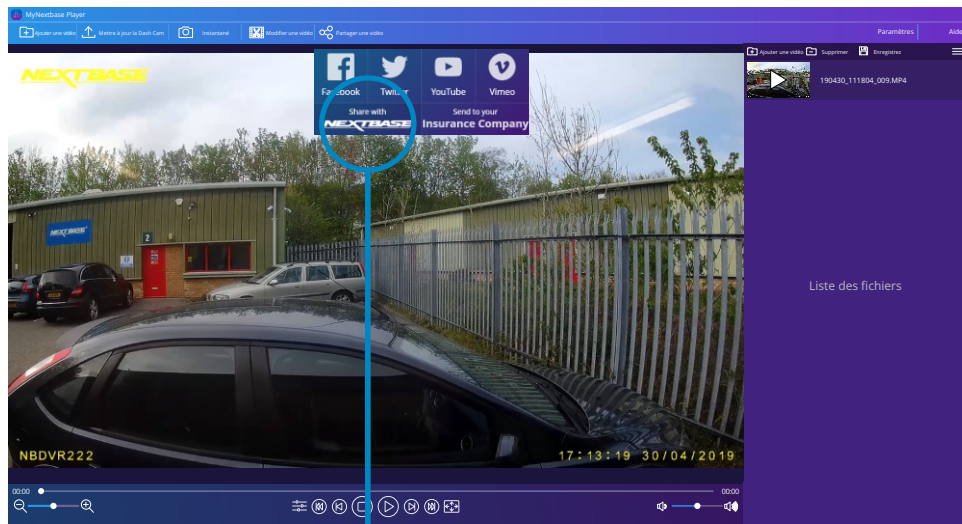 MyNextbase Player
Ajouter une vidéo Mettre à jour la Dash Cam Instantané Modifier une vidéo Partager une vidéo Paramètres Aide
Ajouter une vidéo Supprimer Enregistrez
NEXTBASE
Facebook Twitter YouTube Vimeo
Share with
NEXTBASE
Send to your
Insurance Company
190430_111804_009.MP4
NEXTBASE
2
Liste des fichiers
NBDVR222 17:13:19 30/04/2019
00:00 00:00